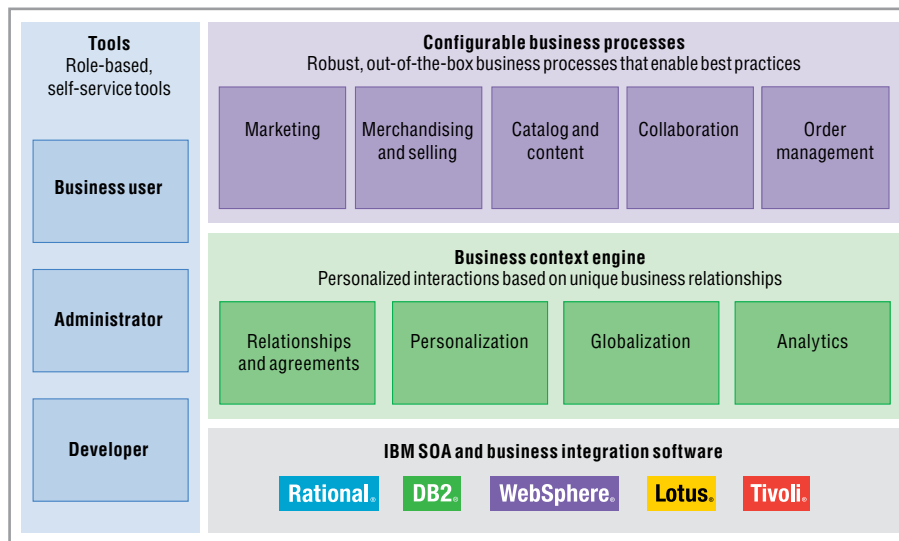 Tools
Role-based,
self-service tools
Business user
Administrator
Developer
Configurable business processes
Robust, out-of-the-box business processes that enable best practices
Marketing
Merchandising
and selling
Catalog and
content
Collaboration
Order
management
Business context engine
Personalized interactions based on unique business relationships
Relationships
and agreements
Personalization
Globalization
Analytics
IBM SOA and business integration software
Rational®
DB2®
WebSphere®
Lotus®
Tivoli®